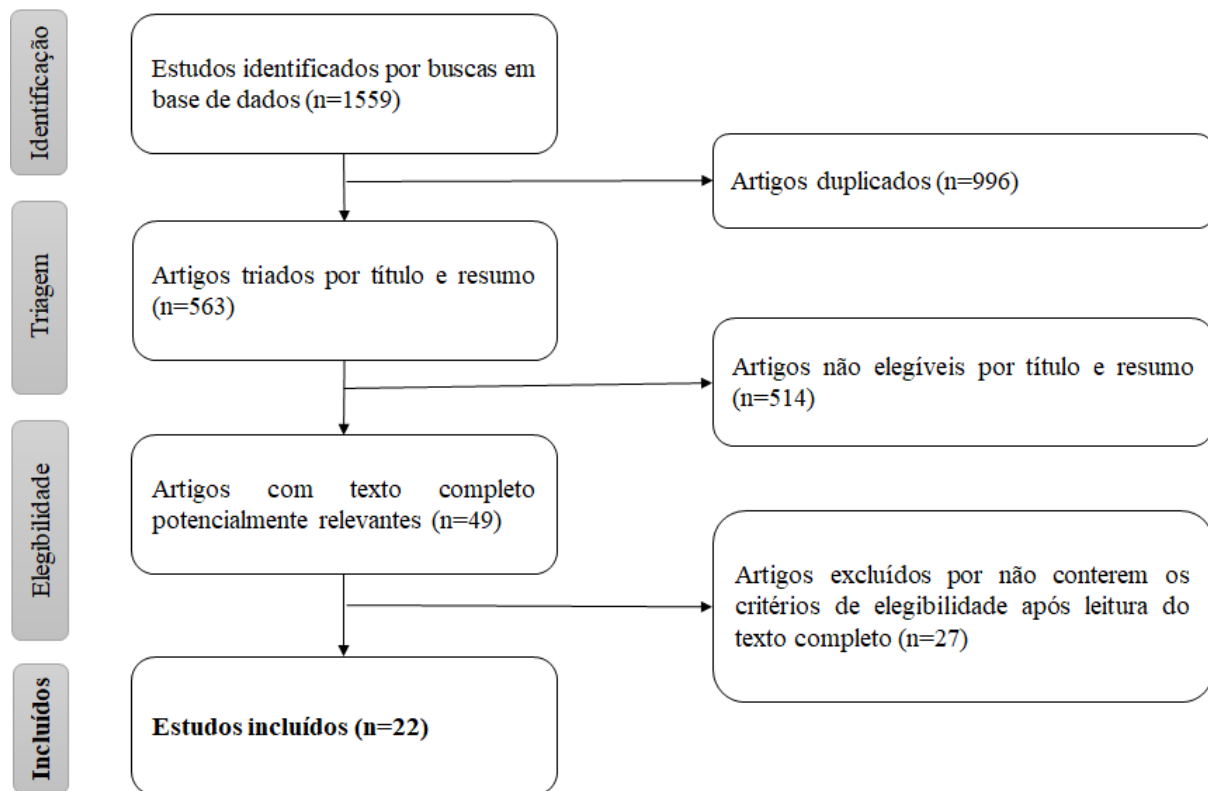 Identificação
Estudos identificados por buscas em
base de dados (n=1559)
Artigos duplicados (n=996)
Triagem
Artigos triados por título e resumo
(n=563)
Artigos não elegíveis por título e resumo
(n=514)
Elegibilidade
Artigos com texto completo
potencialmente relevantes (n=49)
Artigos excluídos por não conterem os
critérios de elegibilidade após leitura do
texto completo (n=27)
Incluídos
Estudos incluídos (n=22)